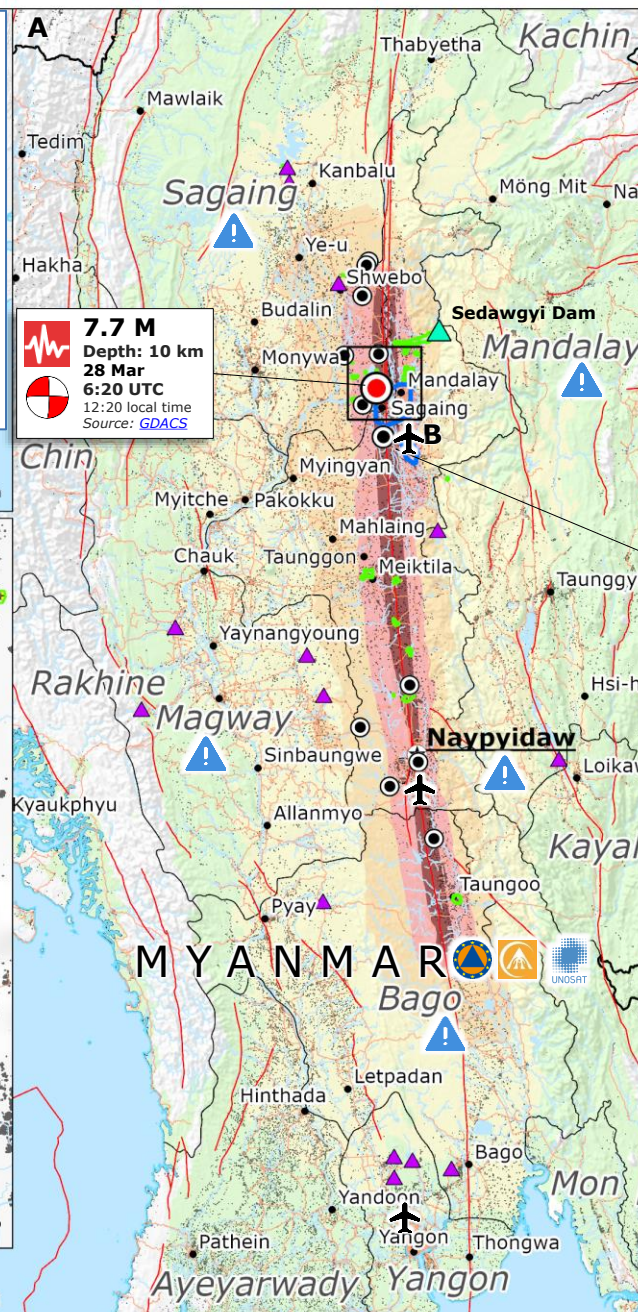 A
Kachin
Thabyetha
Mawlaik
Tedim
Kanbalu
Möng Mit
Na
Sagaing
Ye-u
Hakha
Shwebo
Budalin
Sedawgyi Dam
7.7 M
Depth: 10 km
28 Mar
6:20 UTC
12:20 local time
Source: GDACS
Monywa
Mandalay
Mandalay
Sagaing
B
Chin
Myingyan
Myitche
Pakokku
Mahlaing
Chauk
Taunggon
Meiktila
Taunggy
Yaynangyoung
Rakhine
Hsi-h
Magway
Naypyidaw
Sinbaungwe
Loikaw
Kyaukphyu
Allanmyo
Kayah
Taungoo
Pyay
MYANMAR
UNOSAT
Bago
Letpadan
Hinthada
Bago
Mon
Yandoon
Yangon
Pathein
Thongwa
Ayeyarwady
Yangon